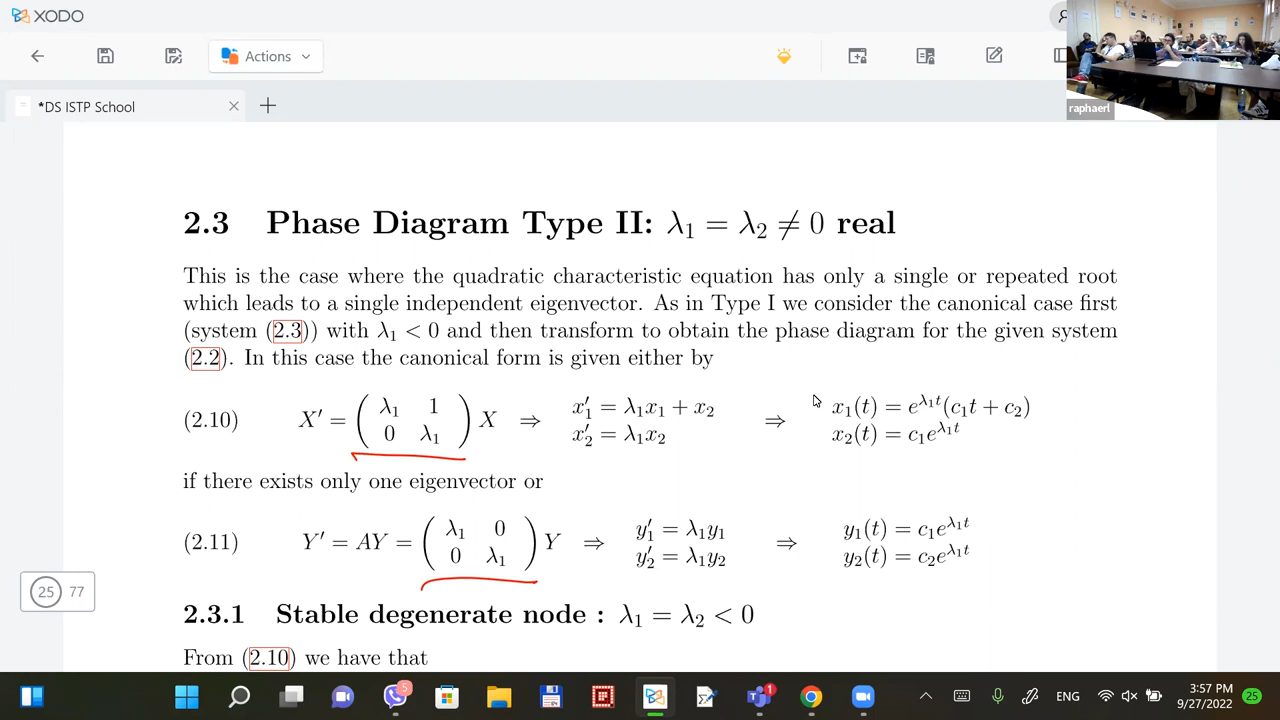 XODO
Actions
*DS ISTP School
raphaerl
2.3 Phase Diagram Type II: λ₁ = λ₂ ≠ 0 real
This is the case where the quadratic characteristic equation has only a single or repeated root
which leads to a single independent eigenvector. As in Type I we consider the canonical case first
(system (2.3)) with λ₁ < 0 and then transform to obtain the phase diagram for the given system
(2.2). In this case the canonical form is given either by
(2.10) X′ = ( λ₁ 1 ; 0 λ₁ ) X ⇒ x₁′ = λ₁x₁ + x₂ ; x₂′ = λ₁x₂ ⇒ x₁(t) = e^{λ₁t}(c₁t + c₂) ; x₂(t) = c₁e^{λ₁t}
if there exists only one eigenvector or
(2.11) Y′ = AY = ( λ₁ 0 ; 0 λ₁ ) Y ⇒ y₁′ = λ₁y₁ ; y₂′ = λ₁y₂ ⇒ y₁(t) = c₁e^{λ₁t} ; y₂(t) = c₂e^{λ₁t}
25 77
2.3.1 Stable degenerate node : λ₁ = λ₂ < 0
From (2.10) we have that
5
1
ENG
3:57 PM
9/27/2022
25